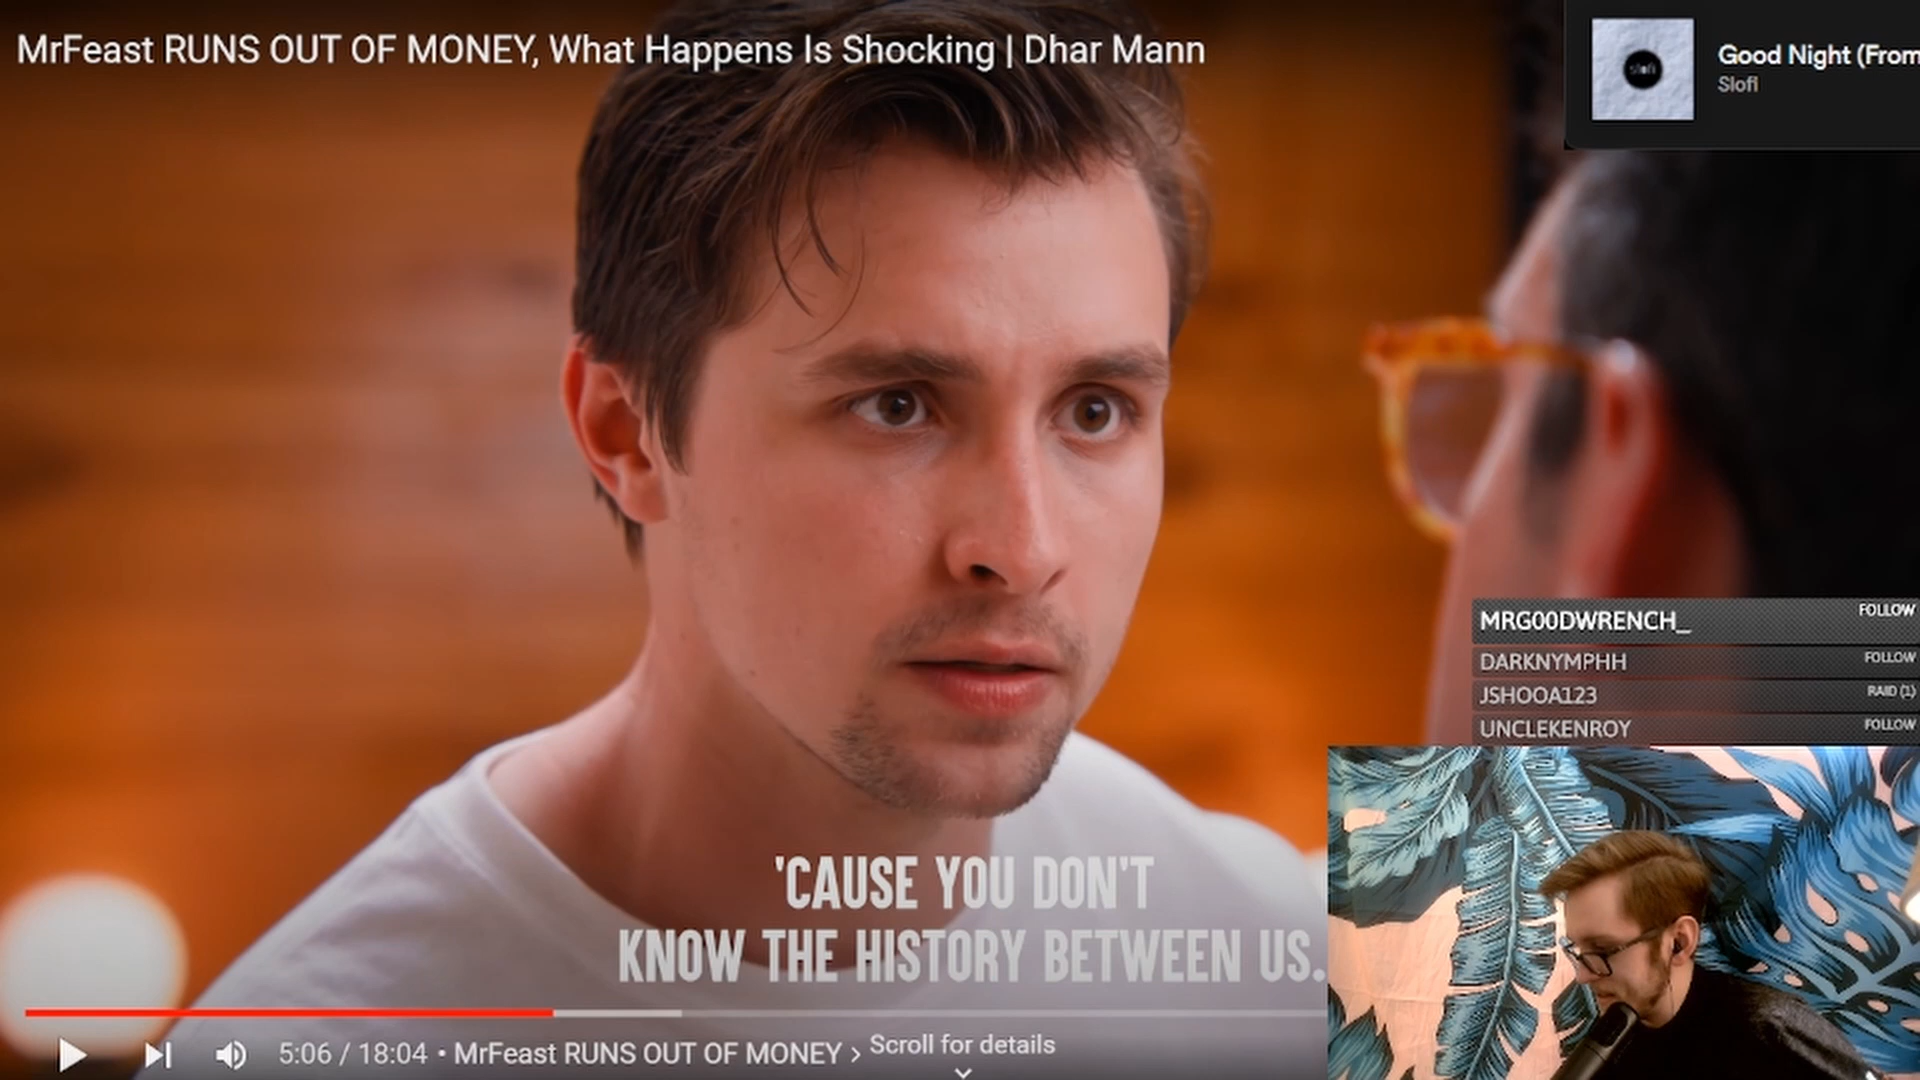 MrFeast RUNS OUT OF MONEY, What Happens Is Shocking | Dhar Mann
Good Night (From
Slofi
slofi
MRG00DWRENCH_ FOLLOW
DARKNYMPHH FOLLOW
JSHOOA123 RAID (1)
UNCLEKENROY FOLLOW
'CAUSE YOU DON'T
KNOW THE HISTORY BETWEEN US.
5:06 / 18:04 • MrFeast RUNS OUT OF MONEY ›
Scroll for details